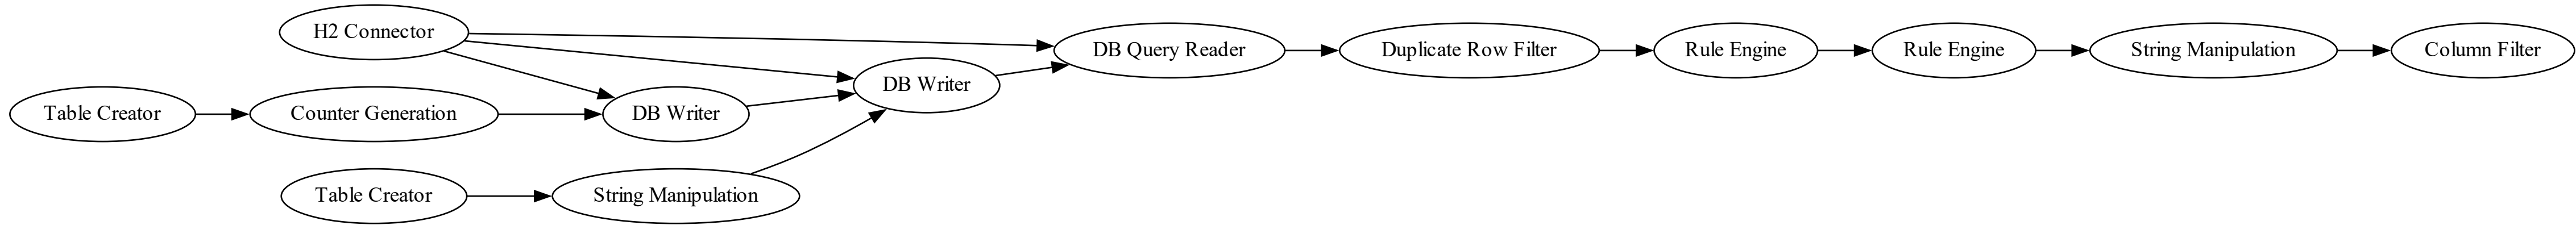 H2 Connector
DB Query Reader
Duplicate Row Filter
Rule Engine
Rule Engine
String Manipulation
Column Filter
DB Writer
Table Creator
Counter Generation
DB Writer
Table Creator
String Manipulation